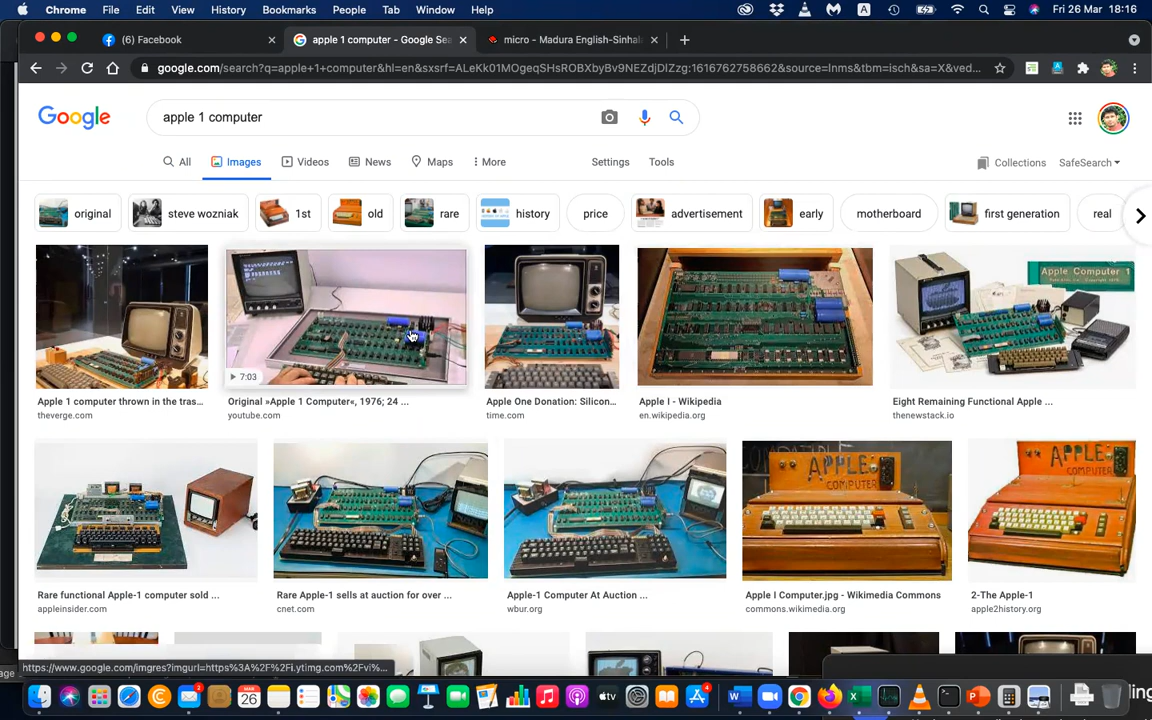 Chrome File Edit View History Bookmarks People Tab Window Help
Fri 26 Mar 18:16
(6) Facebook
apple 1 computer - Google Sea
micro - Madura English-Sinhal
google.com/search?q=apple+1+computer&hl=en&sxsrf=ALeKk01MOgeqSHsROBXbyBv9NEZdjDIZzg:1616762758662&source=lnms&tbm=isch&sa=X&ved...
Google
apple 1 computer
All Images Videos News Maps More Settings Tools
Collections SafeSearch
original steve wozniak 1st old rare history price advertisement early motherboard first generation real
7:03
Apple Computer 1
Apple 1 computer thrown in the tras...
theverge.com
Original »Apple 1 Computer«, 1976; 24 ...
youtube.com
Apple One Donation: Silicon...
time.com
Apple I - Wikipedia
en.wikipedia.org
Eight Remaining Functional Apple ...
thenewstack.io
APPLE
COMPUTER
APPLE
COMPUTER
Rare functional Apple-1 computer sold ...
appleinsider.com
Rare Apple-1 sells at auction for over ...
cnet.com
Apple-1 Computer At Auction ...
wbur.org
Apple I Computer.jpg - Wikimedia Commons
commons.wikimedia.org
2-The Apple-1
apple2history.org
https://www.google.com/imgres?imgurl=https%3A%2F%2Fi.ytimg.com%2Fvi%...